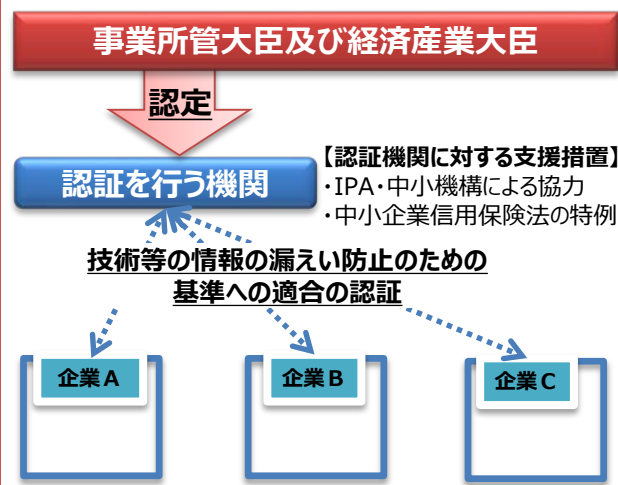 事業所管大臣及び経済産業大臣
認定
認証を行う機関
【認証機関に対する支援措置】
・IPA・中小機構による協力
・中小企業信用保険法の特例
技術等の情報の漏えい防止のための
基準への適合の認証
企業A
企業B
企業C